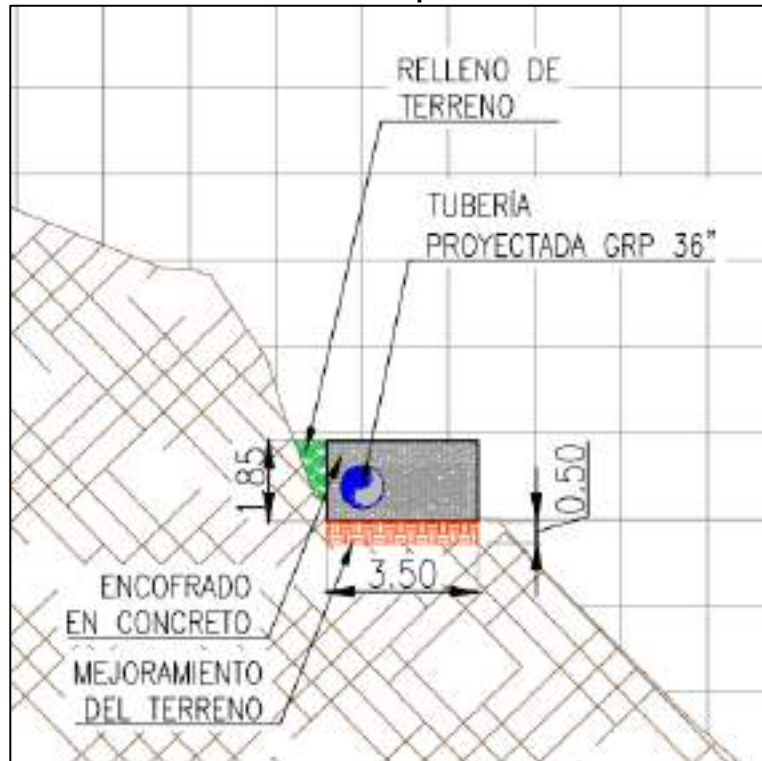 RELLENO DE
TERRENO
TUBERÍA
PROYECTADA GRP 36"
1.85
0.50
3.50
ENCOFRADO
EN CONCRETO
MEJORAMIENTO
DEL TERRENO